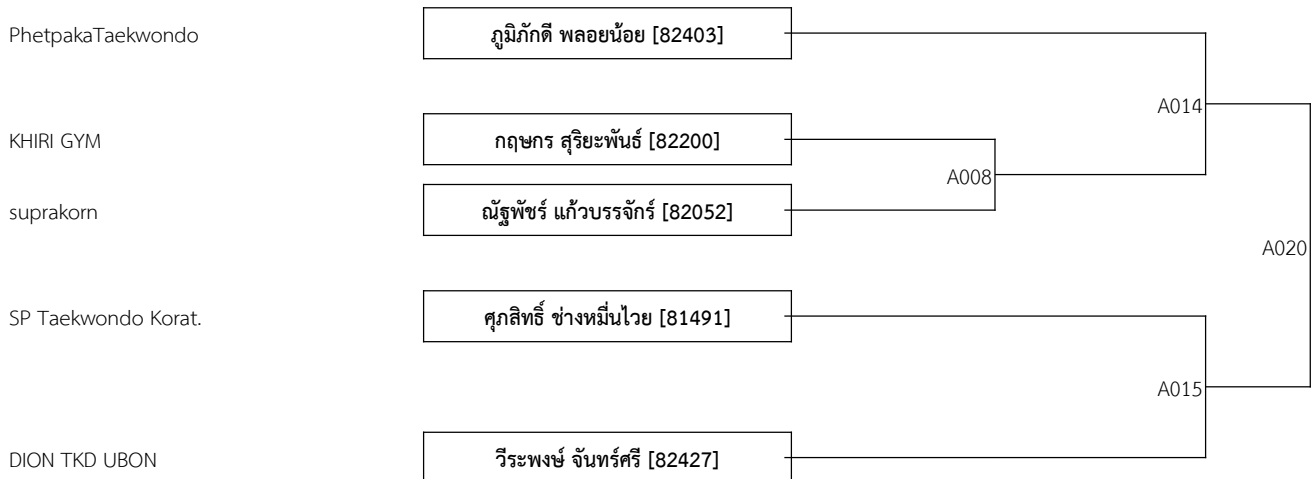 PhetpakaTaekwondo
ภูมิภักดี พลอยน้อย [82403]
A014
KHIRI GYM
กฤษกร สุริยะพันธ์ [82200]
A008
suprakorn
ณัฐพัชร์ แก้วบรรจักร์ [82052]
A020
SP Taekwondo Korat.
ศุภสิทธิ์ ช่างหมื่นไวย [81491]
A015
DION TKD UBON
วีระพงษ์ จันทร์ศรี [82427]